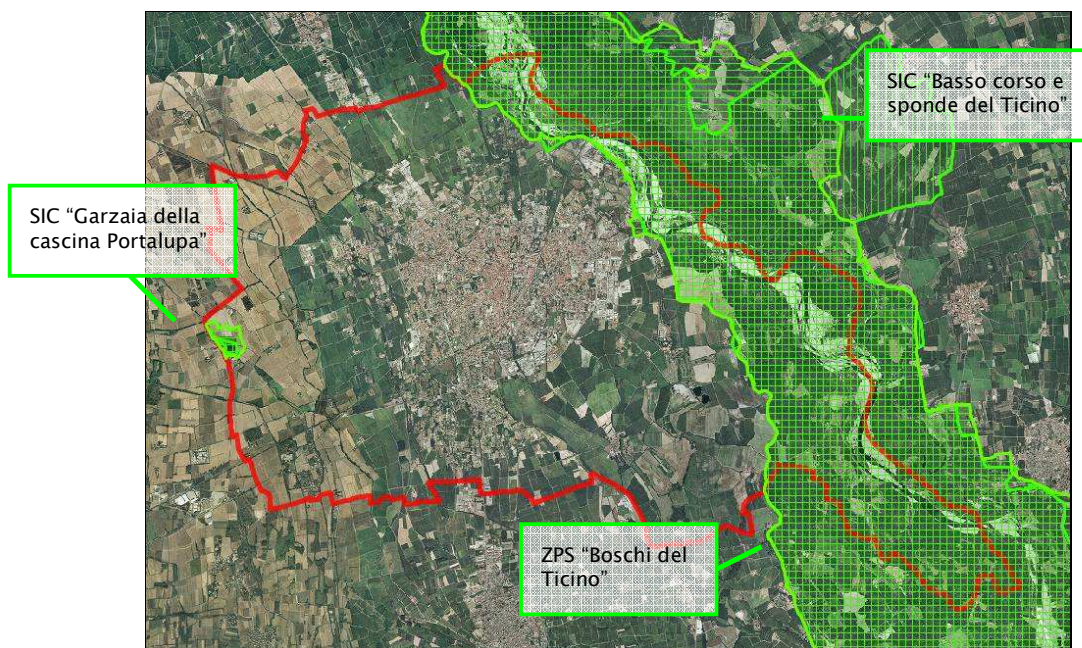 SIC “Basso corso e
sponde del Ticino”
SIC “Garzaia della
cascina Portalupa”
ZPS “Boschi del
Ticino”